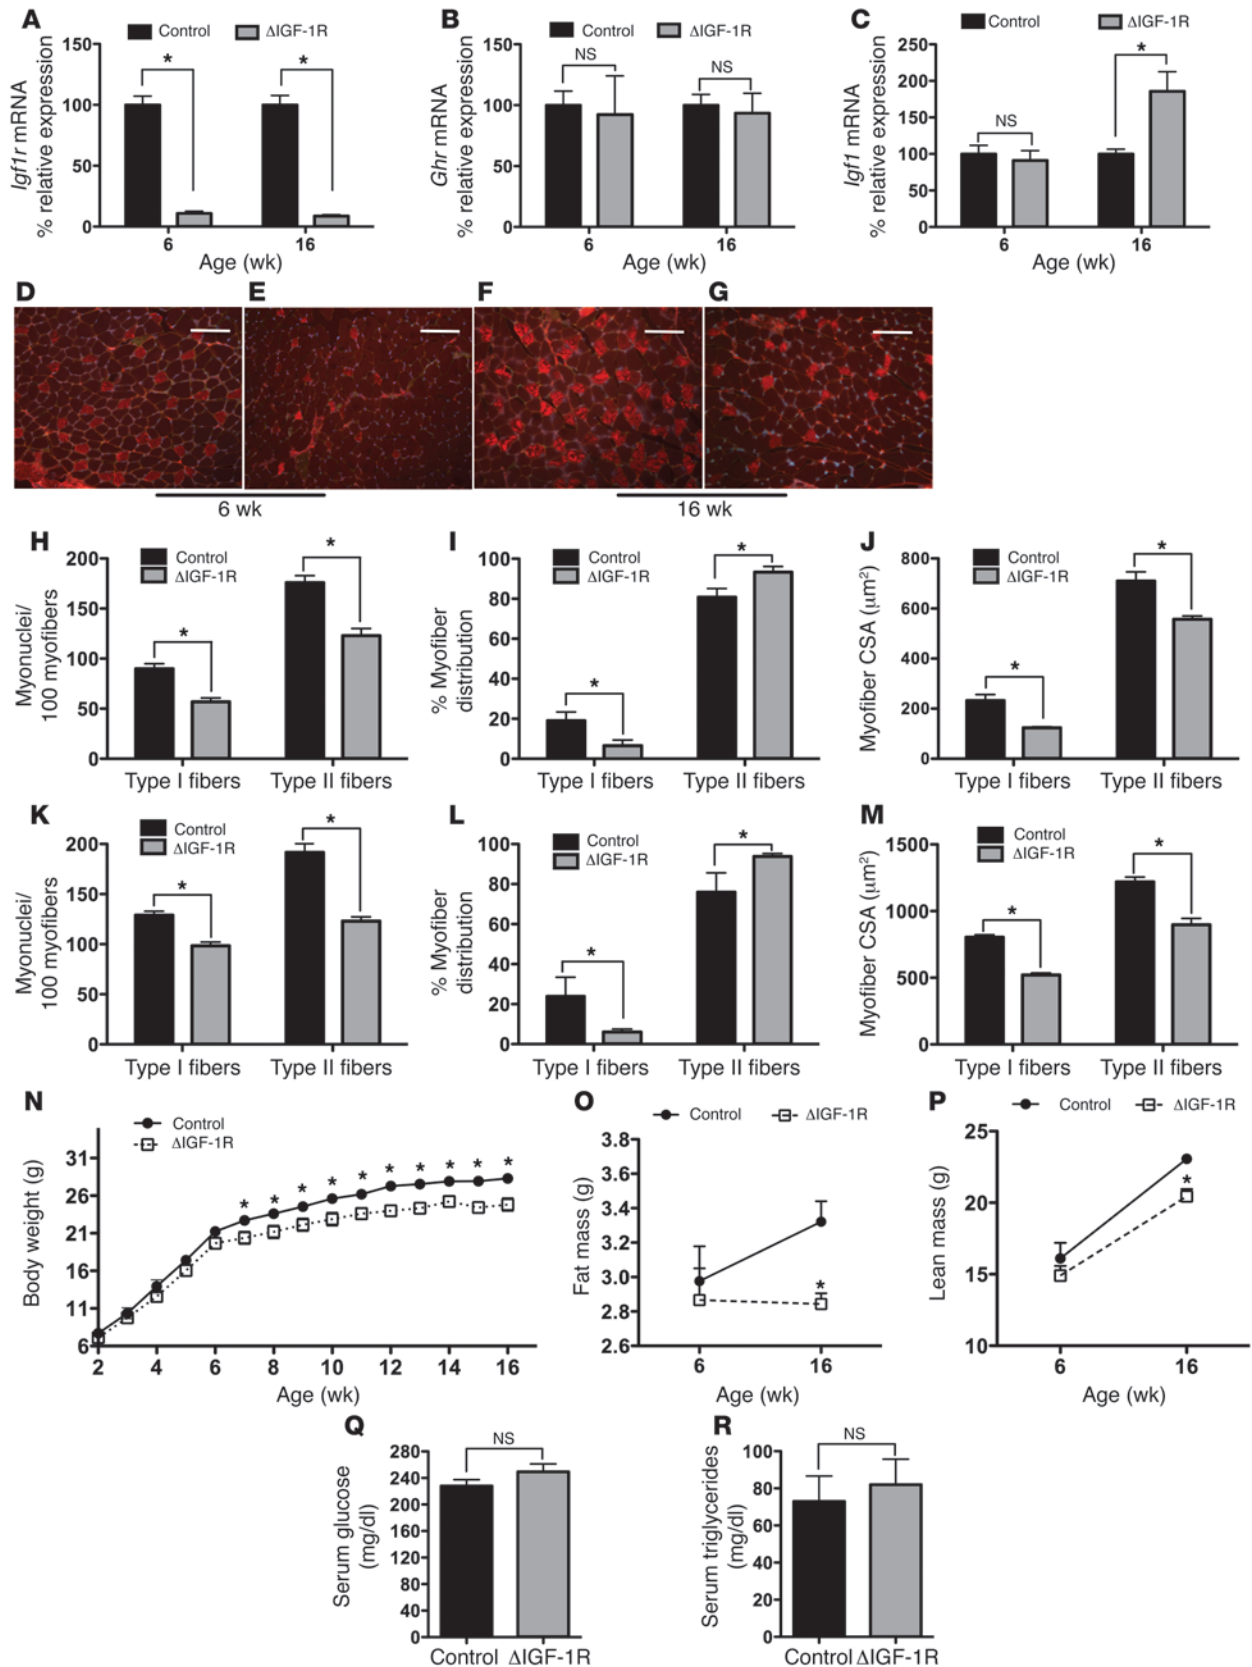 A
Control
ΔIGF-1R
Igf1r mRNA
% relative expression
150
100
50
0
*
*
6
16
Age (wk)
B
Control
ΔIGF-1R
Ghr mRNA
% relative expression
150
100
50
0
NS
NS
6
16
Age (wk)
C
Control
ΔIGF-1R
Igf1 mRNA
% relative expression
250
200
150
100
50
0
NS
*
6
16
Age (wk)
D
E
F
G
6 wk
16 wk
H
Control
ΔIGF-1R
Myonuclei/
100 myofibers
200
150
100
50
0
*
*
Type I fibers
Type II fibers
I
Control
ΔIGF-1R
% Myofiber
distribution
100
80
60
40
20
0
*
*
Type I fibers
Type II fibers
J
Control
ΔIGF-1R
Myofiber CSA (μm²)
800
600
400
200
0
*
*
Type I fibers
Type II fibers
K
Control
ΔIGF-1R
Myonuclei/
100 myofibers
200
150
100
50
0
*
*
Type I fibers
Type II fibers
L
Control
ΔIGF-1R
% Myofiber
distribution
100
80
60
40
20
0
*
*
Type I fibers
Type II fibers
M
Control
ΔIGF-1R
Myofiber CSA (μm²)
1500
1000
500
0
*
*
Type I fibers
Type II fibers
N
Control
ΔIGF-1R
Body weight (g)
31
26
21
16
11
6
* * * * * * * * * *
2 4 6 8 10 12 14 16
Age (wk)
O
Control
ΔIGF-1R
Fat mass (g)
3.8
3.6
3.4
3.2
3.0
2.8
2.6
*
6
16
Age (wk)
P
Control
ΔIGF-1R
Lean mass (g)
25
20
15
10
*
6
16
Age (wk)
Q
Serum glucose
(mg/dl)
280
240
200
160
120
80
40
0
NS
Control
ΔIGF-1R
R
Serum triglycerides
(mg/dl)
100
80
60
40
20
0
NS
Control
ΔIGF-1R